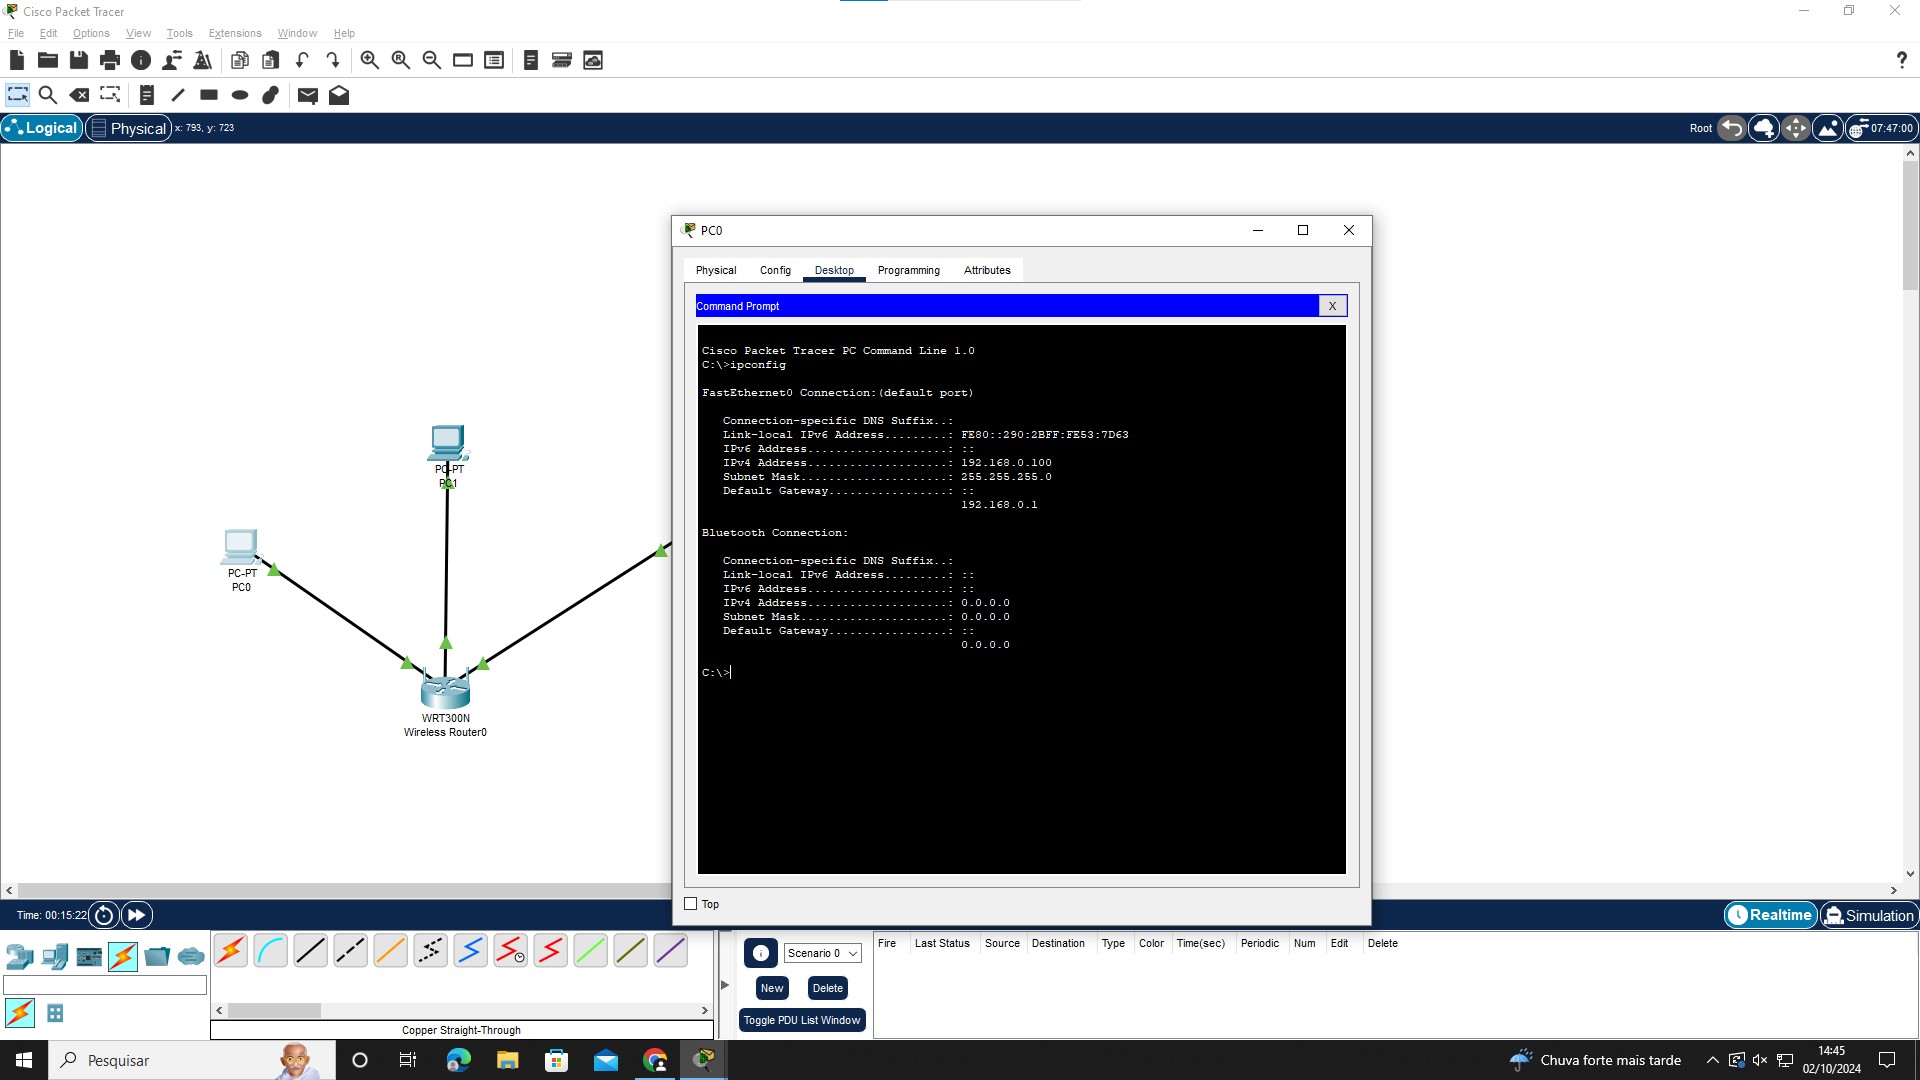 Cisco Packet Tracer
File Edit Options View Tools Extensions Window Help
Logical Physical x: 793, y: 723 Root 07:47:00
PC0
Physical Config Desktop Programming Attributes
Command Prompt X
Cisco Packet Tracer PC Command Line 1.0
C:\>ipconfig
FastEthernet0 Connection:(default port)
Connection-specific DNS Suffix..:
Link-local IPv6 Address.........: FE80::290:2BFF:FE53:7D63
IPv6 Address....................: ::
IPv4 Address....................: 192.168.0.100
Subnet Mask.....................: 255.255.255.0
Default Gateway.................: ::
192.168.0.1
Bluetooth Connection:
Connection-specific DNS Suffix..:
Link-local IPv6 Address.........: ::
IPv6 Address....................: ::
IPv4 Address....................: 0.0.0.0
Subnet Mask.....................: 0.0.0.0
Default Gateway.................: ::
0.0.0.0
C:\>
Top
PC-PT
PC1
PC-PT
PC0
WRT300N
Wireless Router0
Time: 00:15:22 Realtime Simulation
Scenario 0
New Delete
Toggle PDU List Window
Fire Last Status Source Destination Type Color Time(sec) Periodic Num Edit Delete
Copper Straight-Through
Pesquisar
Chuva forte mais tarde
14:45
02/10/2024